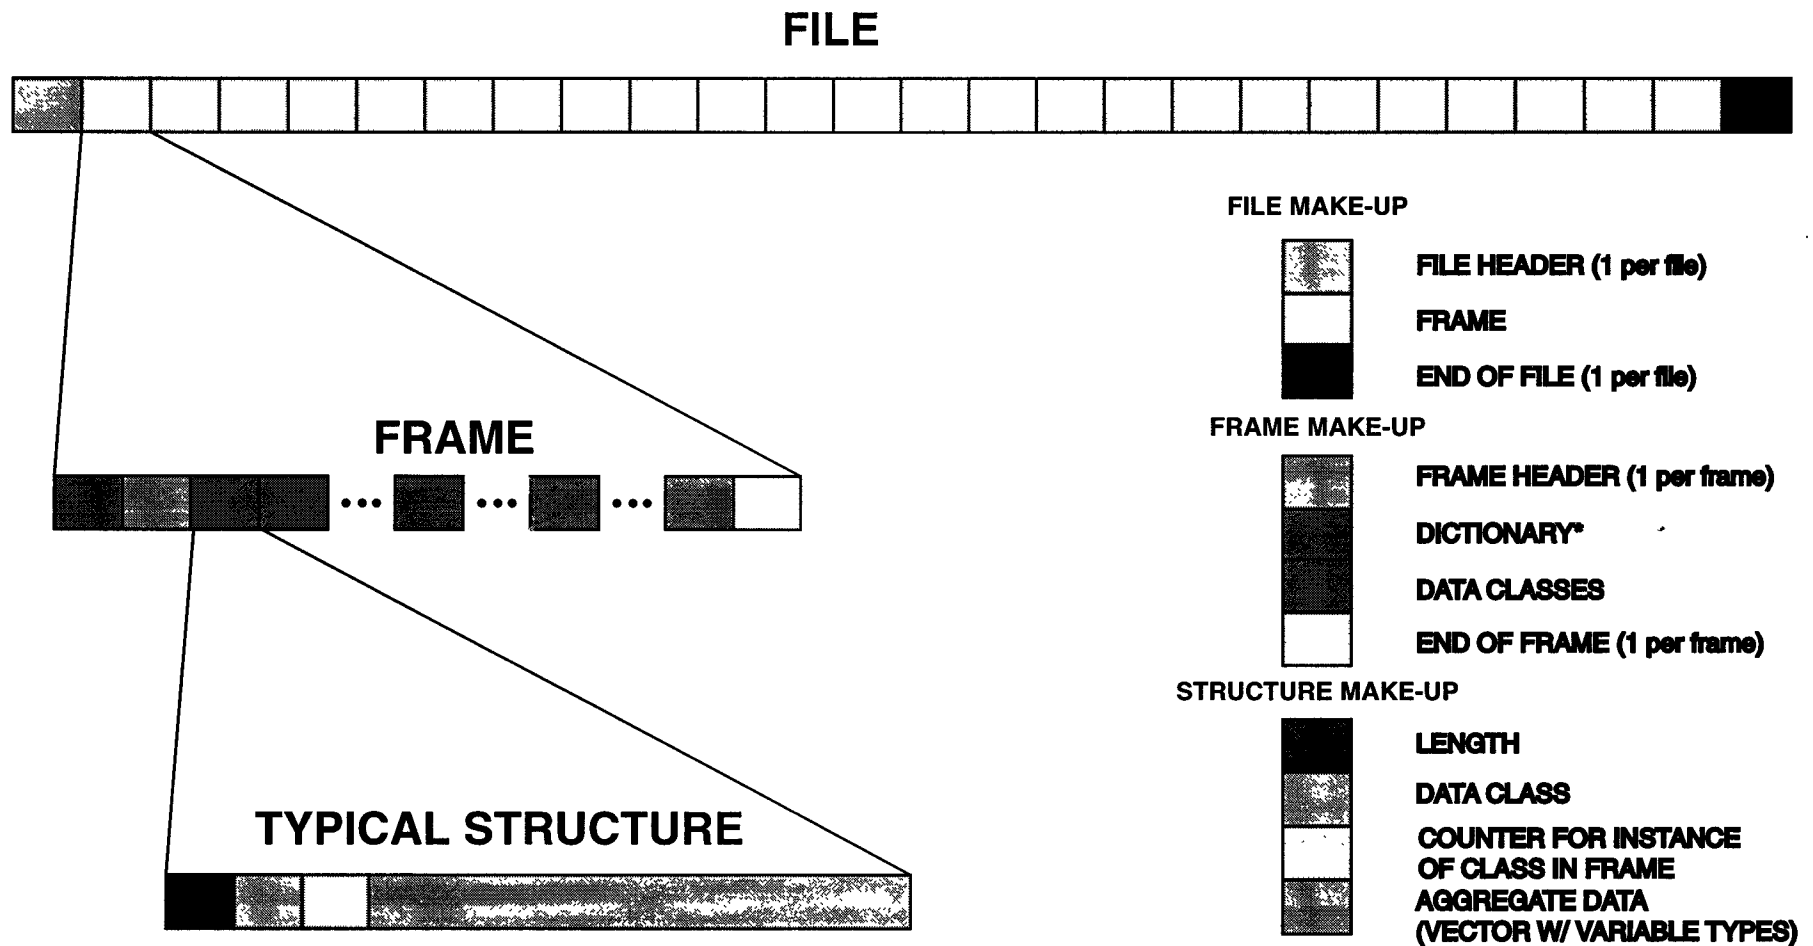 FILE
FILE MAKE-UP
FILE HEADER (1 per file)
FRAME
END OF FILE (1 per file)
FRAME
FRAME MAKE-UP
FRAME HEADER (1 per frame)
DICTIONARY*
DATA CLASSES
END OF FRAME (1 per frame)
STRUCTURE MAKE-UP
LENGTH
DATA CLASS
COUNTER FOR INSTANCE
OF CLASS IN FRAME
AGGREGATE DATA
(VECTOR W/ VARIABLE TYPES)
TYPICAL STRUCTURE